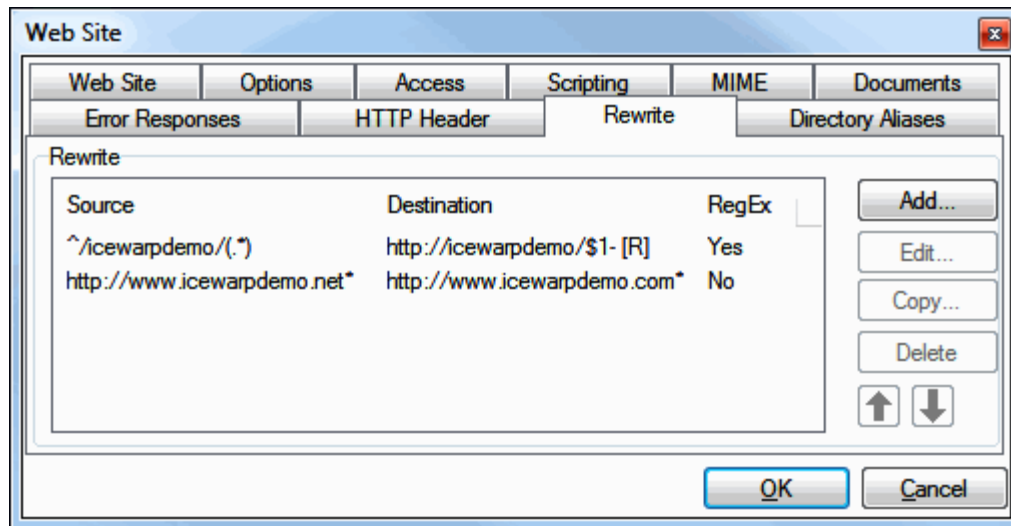 Web Site
Web Site Options Access Scripting MIME Documents
Error Responses HTTP Header Rewrite Directory Aliases
Rewrite
Source Destination RegEx Add...
^/icewarpdemo/(.*) http://icewarpdemo/$1- [R] Yes Edit...
http://www.icewarpdemo.net* http://www.icewarpdemo.com* No
Copy...
Delete
OK Cancel